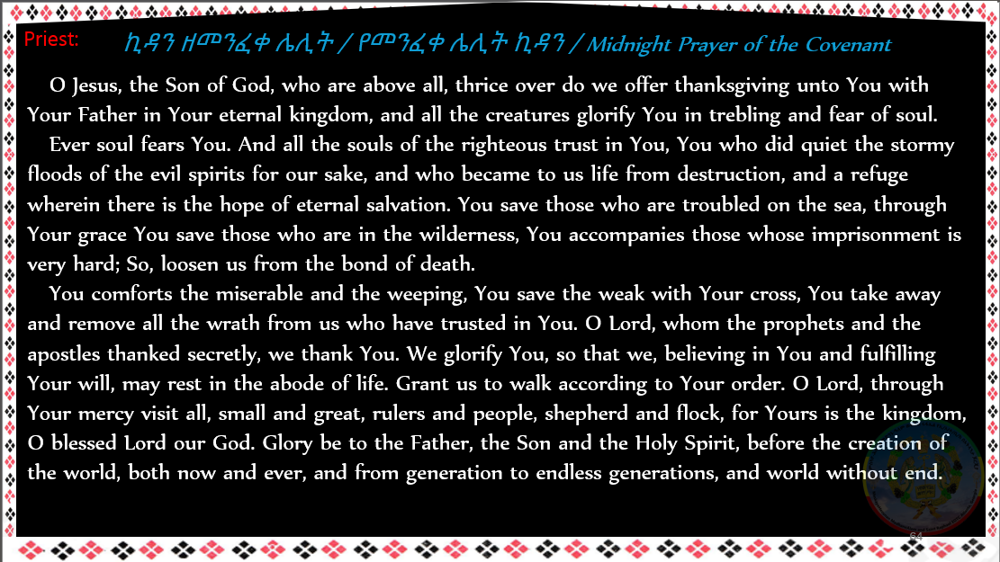 Priest: ኪዳን ዘመንፈቀ ሌሊት / የመንፈቀ ሌሊት ኪዳን / Midnight Prayer of the Covenant
O Jesus, the Son of God, who are above all, thrice over do we offer thanksgiving unto You with
Your Father in Your eternal kingdom, and all the creatures glorify You in trebling and fear of soul.
Ever soul fears You. And all the souls of the righteous trust in You, You who did quiet the stormy
floods of the evil spirits for our sake, and who became to us life from destruction, and a refuge
wherein there is the hope of eternal salvation. You save those who are troubled on the sea, through
Your grace You save those who are in the wilderness, You accompanies those whose imprisonment is
very hard; So, loosen us from the bond of death.
You comforts the miserable and the weeping, You save the weak with Your cross, You take away
and remove all the wrath from us who have trusted in You. O Lord, whom the prophets and the
apostles thanked secretly, we thank You. We glorify You, so that we, believing in You and fulfilling
Your will, may rest in the abode of life. Grant us to walk according to Your order. O Lord, through
Your mercy visit all, small and great, rulers and people, shepherd and flock, for Yours is the kingdom,
O blessed Lord our God. Glory be to the Father, the Son and the Holy Spirit, before the creation of
the world, both now and ever, and from generation to endless generations, and world without end.
64